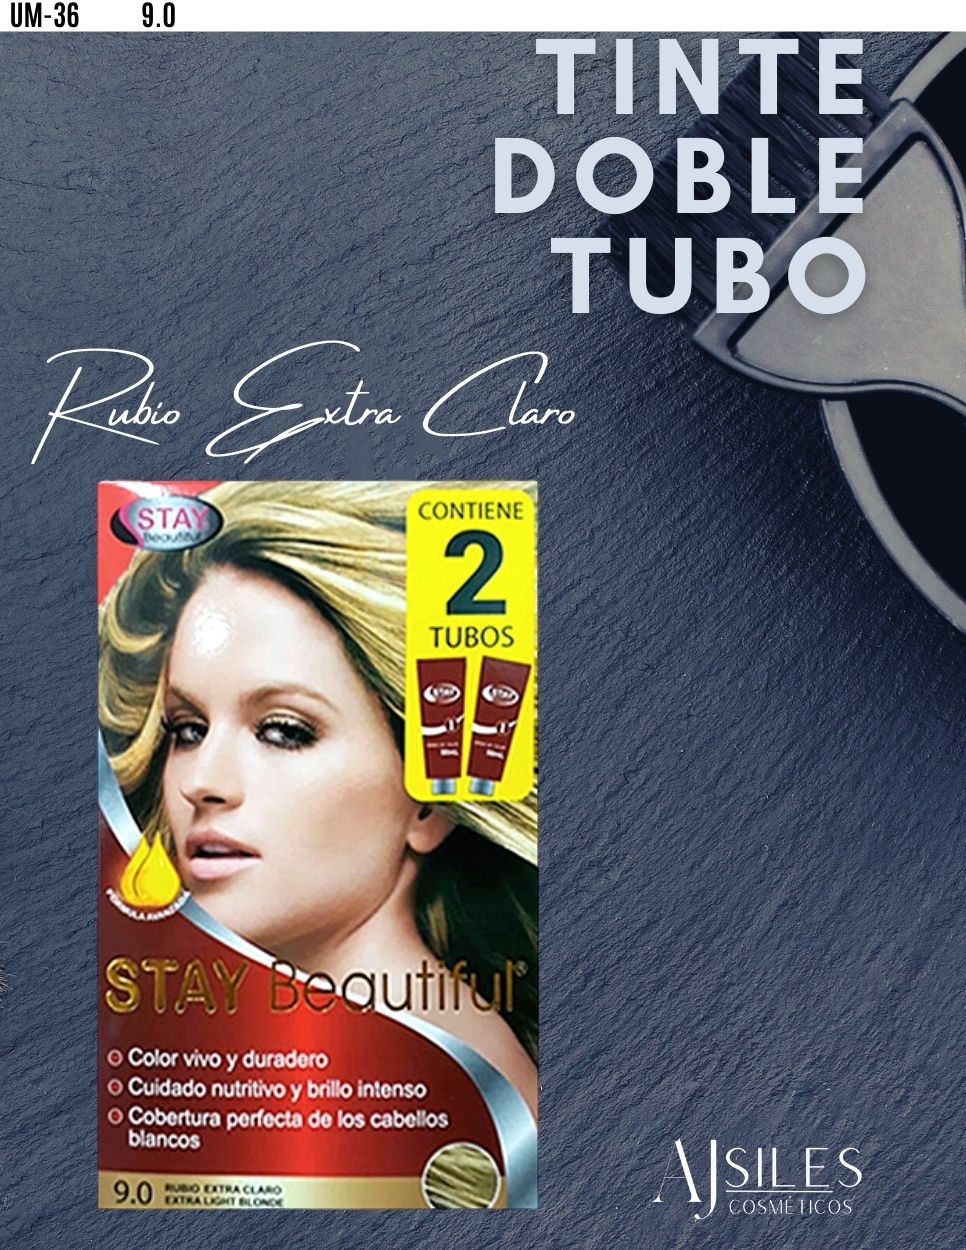 UM-36 9.0
TINTE
DOBLE
TUBO
Rubio Extra Claro
STAY
Beautiful
CONTIENE
2
TUBOS
STAY STAY
FÓRMULA AVANZADA
STAY Beautiful®
Color vivo y duradero
Cuidado nutritivo y brillo intenso
Cobertura perfecta de los cabellos
blancos
9.0 RUBIO EXTRA CLARO
EXTRA LIGHT BLONDE
AJSILES
COSMÉTICOS